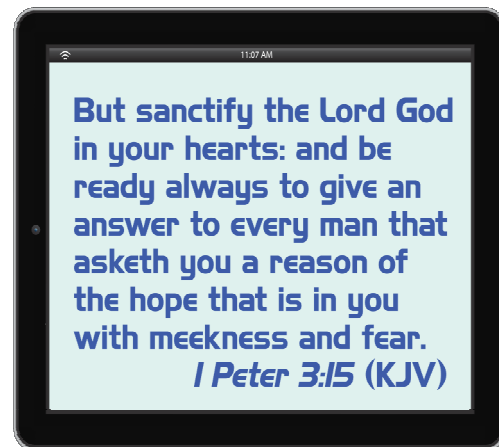 11:07 AM
But sanctify the Lord God
in your hearts: and be
ready always to give an
answer to every man that
asketh you a reason of
the hope that is in you
with meekness and fear.
1 Peter 3:15 (KJV)